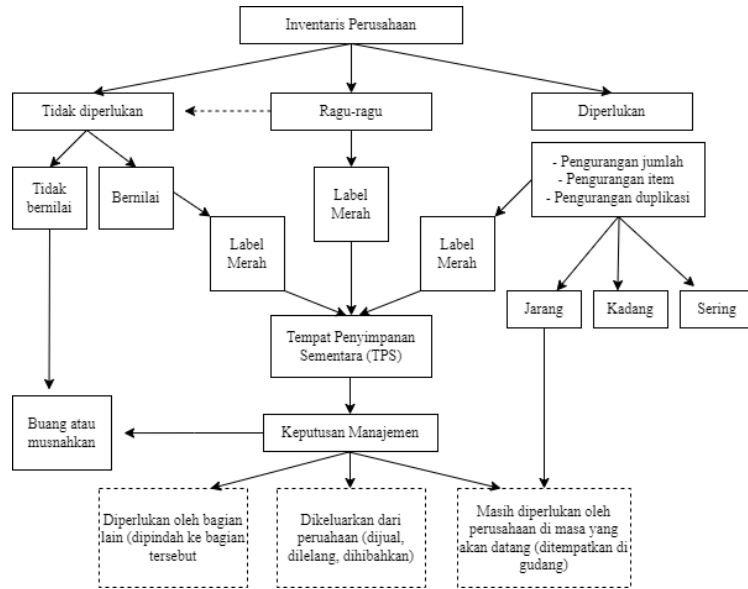 Inventaris Perusahaan
Tidak diperlukan
Ragu-ragu
Diperlukan
- Pengurangan jumlah
- Pengurangan item
- Pengurangan duplikasi
Tidak
bernilai
Bernilai
Label
Merah
Label
Merah
Label
Merah
Jarang
Kadang
Sering
Tempat Penyimpanan
Sementara (TPS)
Buang atau
musnahkan
Keputusan Manajemen
Diperlukan oleh bagian
lain (dipindah ke bagian
tersebut
Dikeluarkan dari
peruahaan (dijual,
dilelang, dihibahkan)
Masih diperlukan oleh
perusahaan di masa yang
akan datang (ditempatkan di
gudang)